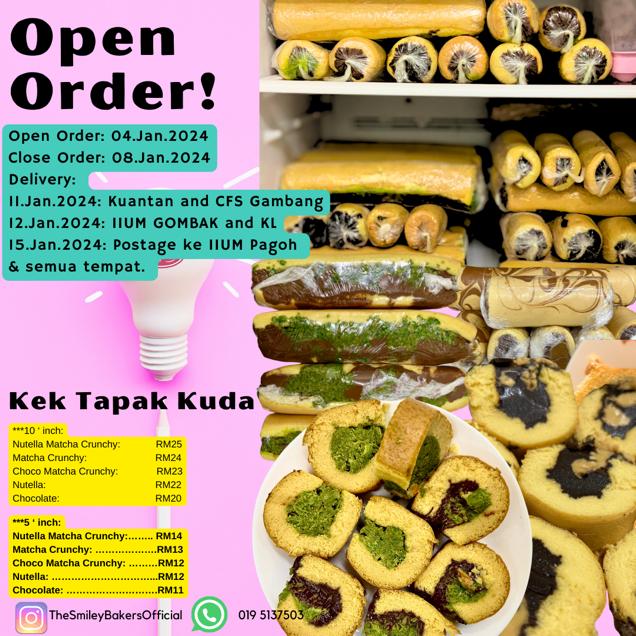 Open
Order!
Open Order: 04.Jan.2024
Close Order: 08.Jan.2024
Delivery:
11.Jan.2024: Kuantan and CFS Gambang
12.Jan.2024: IIUM GOMBAK and KL
15.Jan.2024: Postage ke IIUM Pagoh
& semua tempat.
Kek Tapak Kuda
***10 ' inch:
Nutella Matcha Crunchy: RM25
Matcha Crunchy: RM24
Choco Matcha Crunchy: RM23
Nutella: RM22
Chocolate: RM20
***5 ' inch:
Nutella Matcha Crunchy:........ RM14
Matcha Crunchy: ...................RM13
Choco Matcha Crunchy: .........RM12
Nutella: ................................RM12
Chocolate: ...........................RM11
TheSmileyBakersOfficial 019 5137503